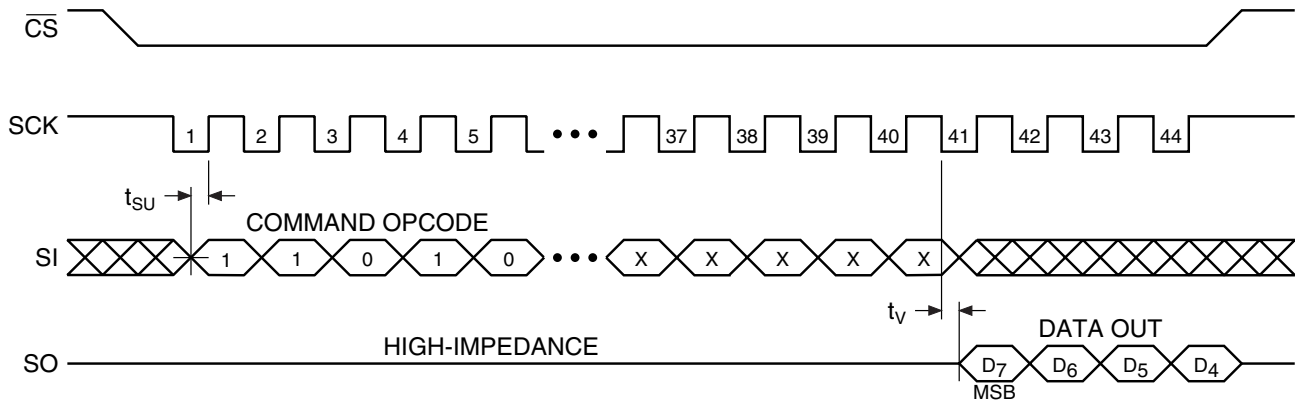 CS
SCK 1 2 3 4 5 ••• 37 38 39 40 41 42 43 44
tSU
COMMAND OPCODE
SI 1 1 0 1 0 ••• X X X X X
tV
DATA OUT
HIGH-IMPEDANCE
SO D7 D6 D5 D4
MSB